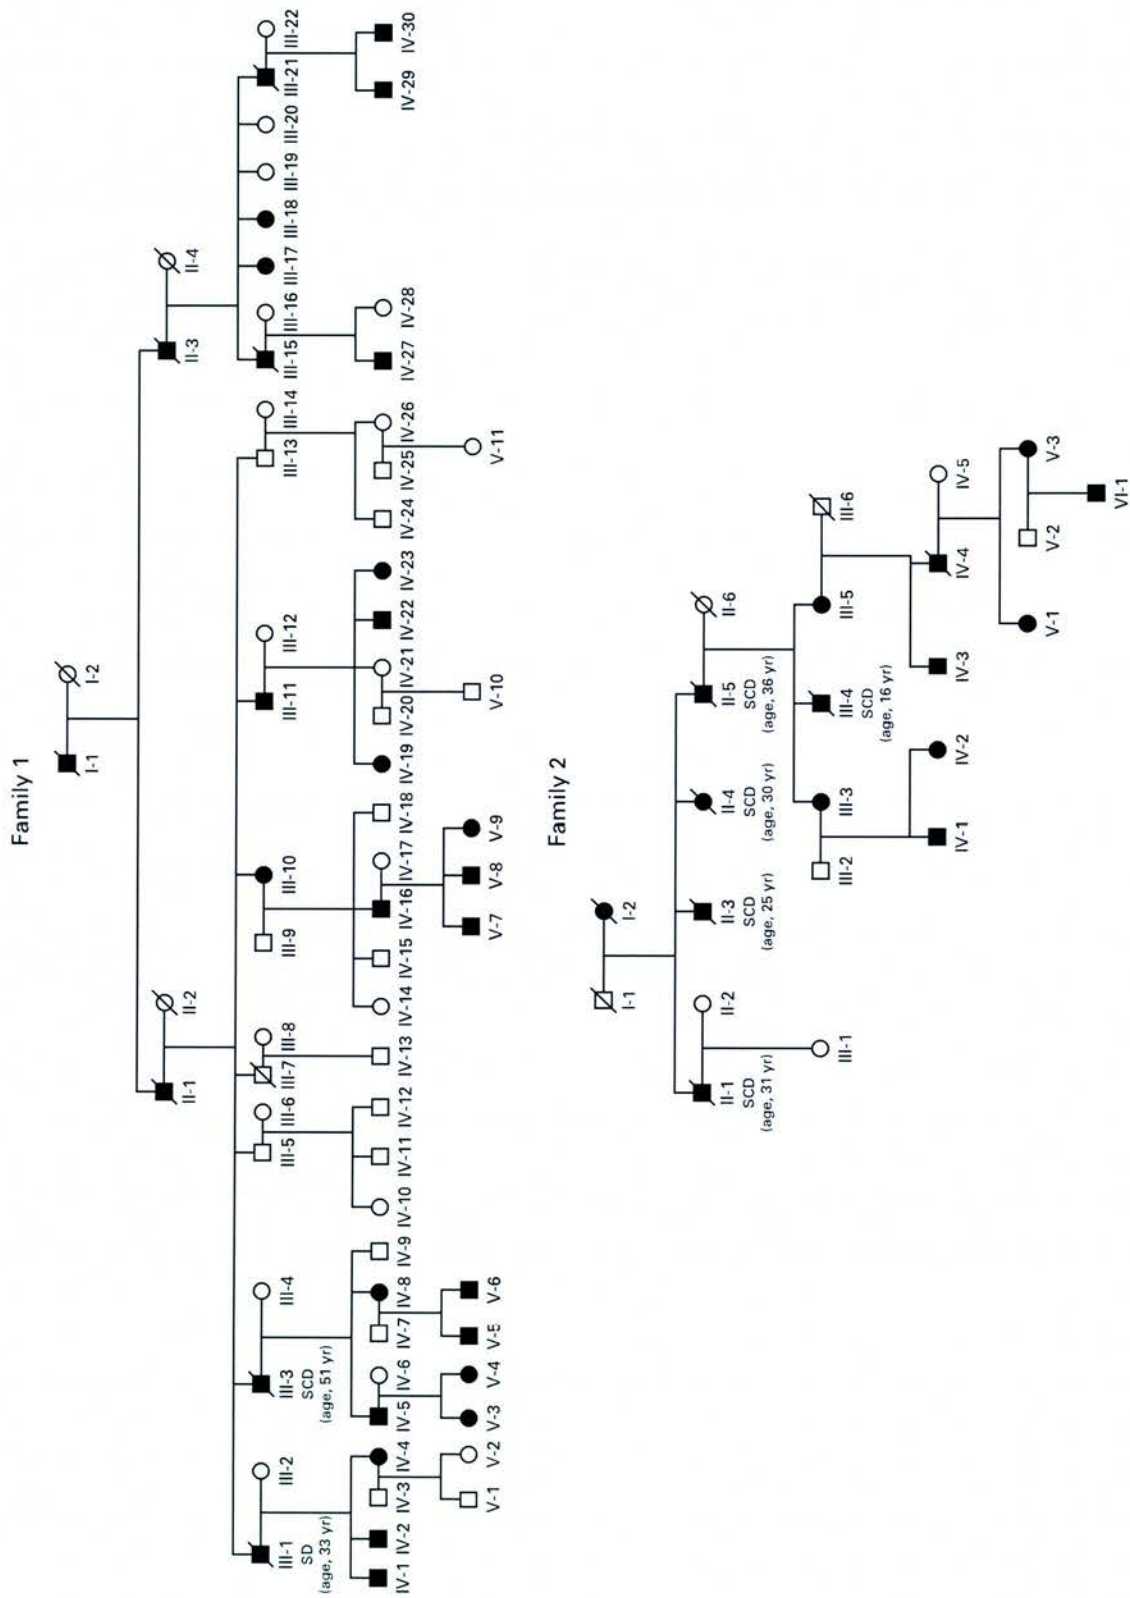 Family 1
I-1
I-2
II-1
II-2
II-3
II-4
III-1
SD
(age, 33 yr)
III-2
III-3
SCD
(age, 51 yr)
III-4
III-5
III-6
III-7
III-8
III-9
III-10
III-11
III-12
III-13
III-14
III-15
III-16
III-17
III-18
III-19
III-20
III-21
III-22
IV-1
IV-2
IV-3
IV-4
IV-5
IV-6
IV-7
IV-8
IV-9
IV-10
IV-11
IV-12
IV-13
IV-14
IV-15
IV-16
IV-17
IV-18
IV-19
IV-20
IV-21
IV-22
IV-23
IV-24
IV-25
IV-26
IV-27
IV-28
IV-29
IV-30
V-1
V-2
V-3
V-4
V-5
V-6
V-7
V-8
V-9
V-10
V-11
Family 2
I-1
I-2
II-1
SCD
(age, 31 yr)
II-2
II-3
SCD
(age, 25 yr)
II-4
SCD
(age, 30 yr)
II-5
SCD
(age, 36 yr)
II-6
III-1
III-2
III-3
III-4
SCD
(age, 16 yr)
III-5
III-6
IV-1
IV-2
IV-3
IV-4
IV-5
V-1
V-2
V-3
VI-1